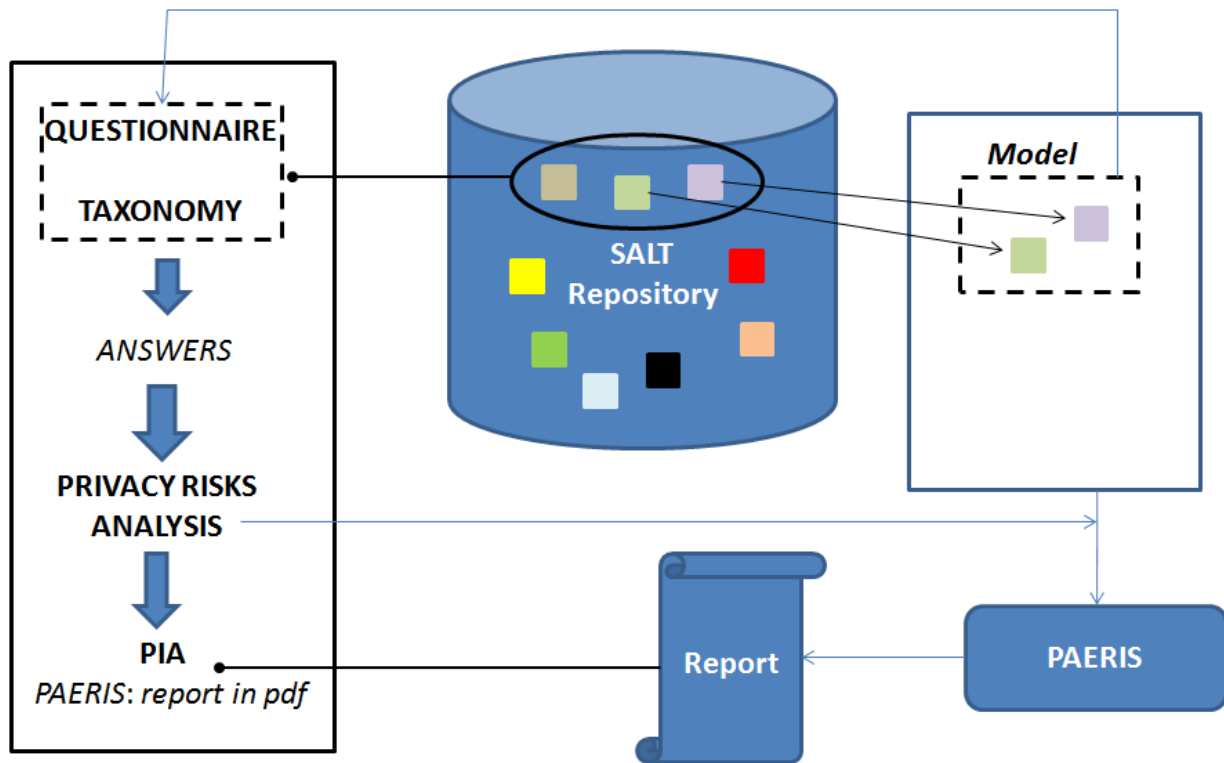 QUESTIONNAIRE
TAXONOMY
ANSWERS
PRIVACY RISKS
ANALYSIS
PIA
PAERIS: report in pdf
SALT
Repository
Model
Report
PAERIS